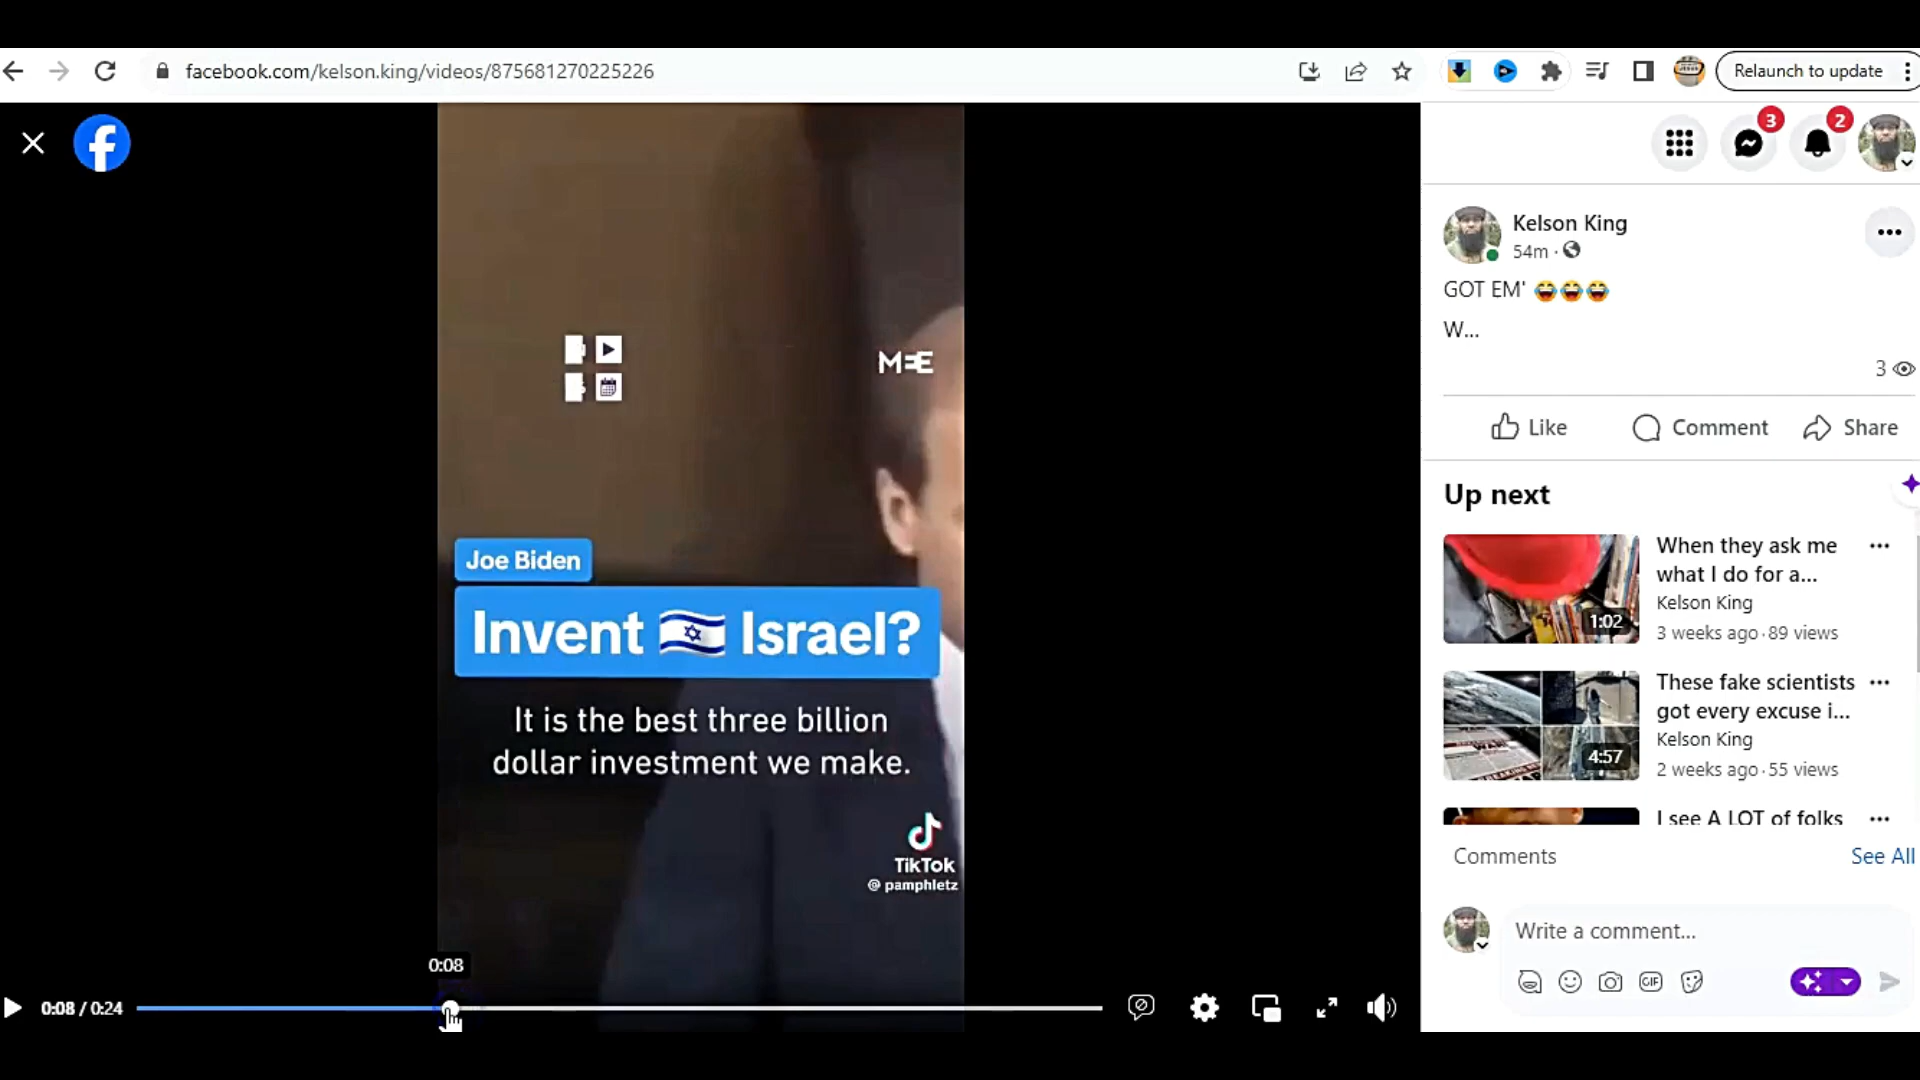 facebook.com/kelson.king/videos/875681270225226
Relaunch to update
3
2
Kelson King
54m ·
GOT EM' 😂😂😂
W...
3
Like
Comment
Share
Up next
When they ask me
what I do for a...
Kelson King
3 weeks ago · 89 views
1:02
These fake scientists
got every excuse i...
Kelson King
2 weeks ago · 55 views
4:57
I see A LOT of folks
Comments
See All
Write a comment...
GIF
MEE
Joe Biden
Invent 🇮🇱 Israel?
It is the best three billion
dollar investment we make.
TikTok
@ pamphletz
0:08
0:08 / 0:24